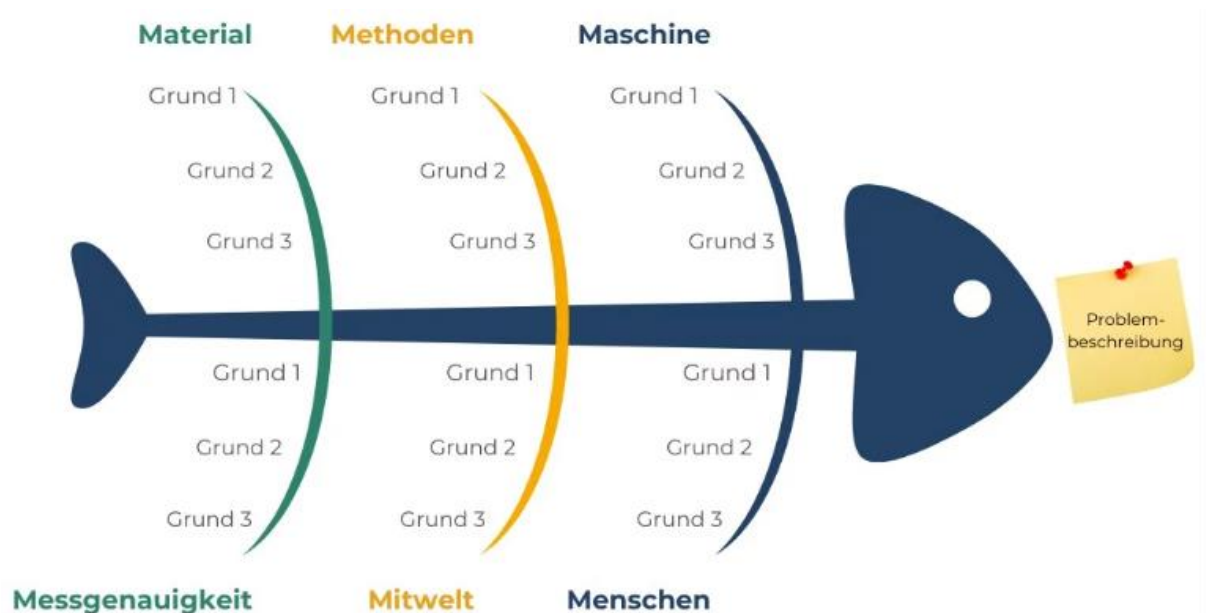 Material
Methoden
Maschine
Grund 1
Grund 1
Grund 1
Grund 2
Grund 2
Grund 2
Grund 3
Grund 3
Grund 3
Problem-
beschreibung
Grund 1
Grund 1
Grund 1
Grund 2
Grund 2
Grund 2
Grund 3
Grund 3
Grund 3
Messgenauigkeit
Mitwelt
Menschen